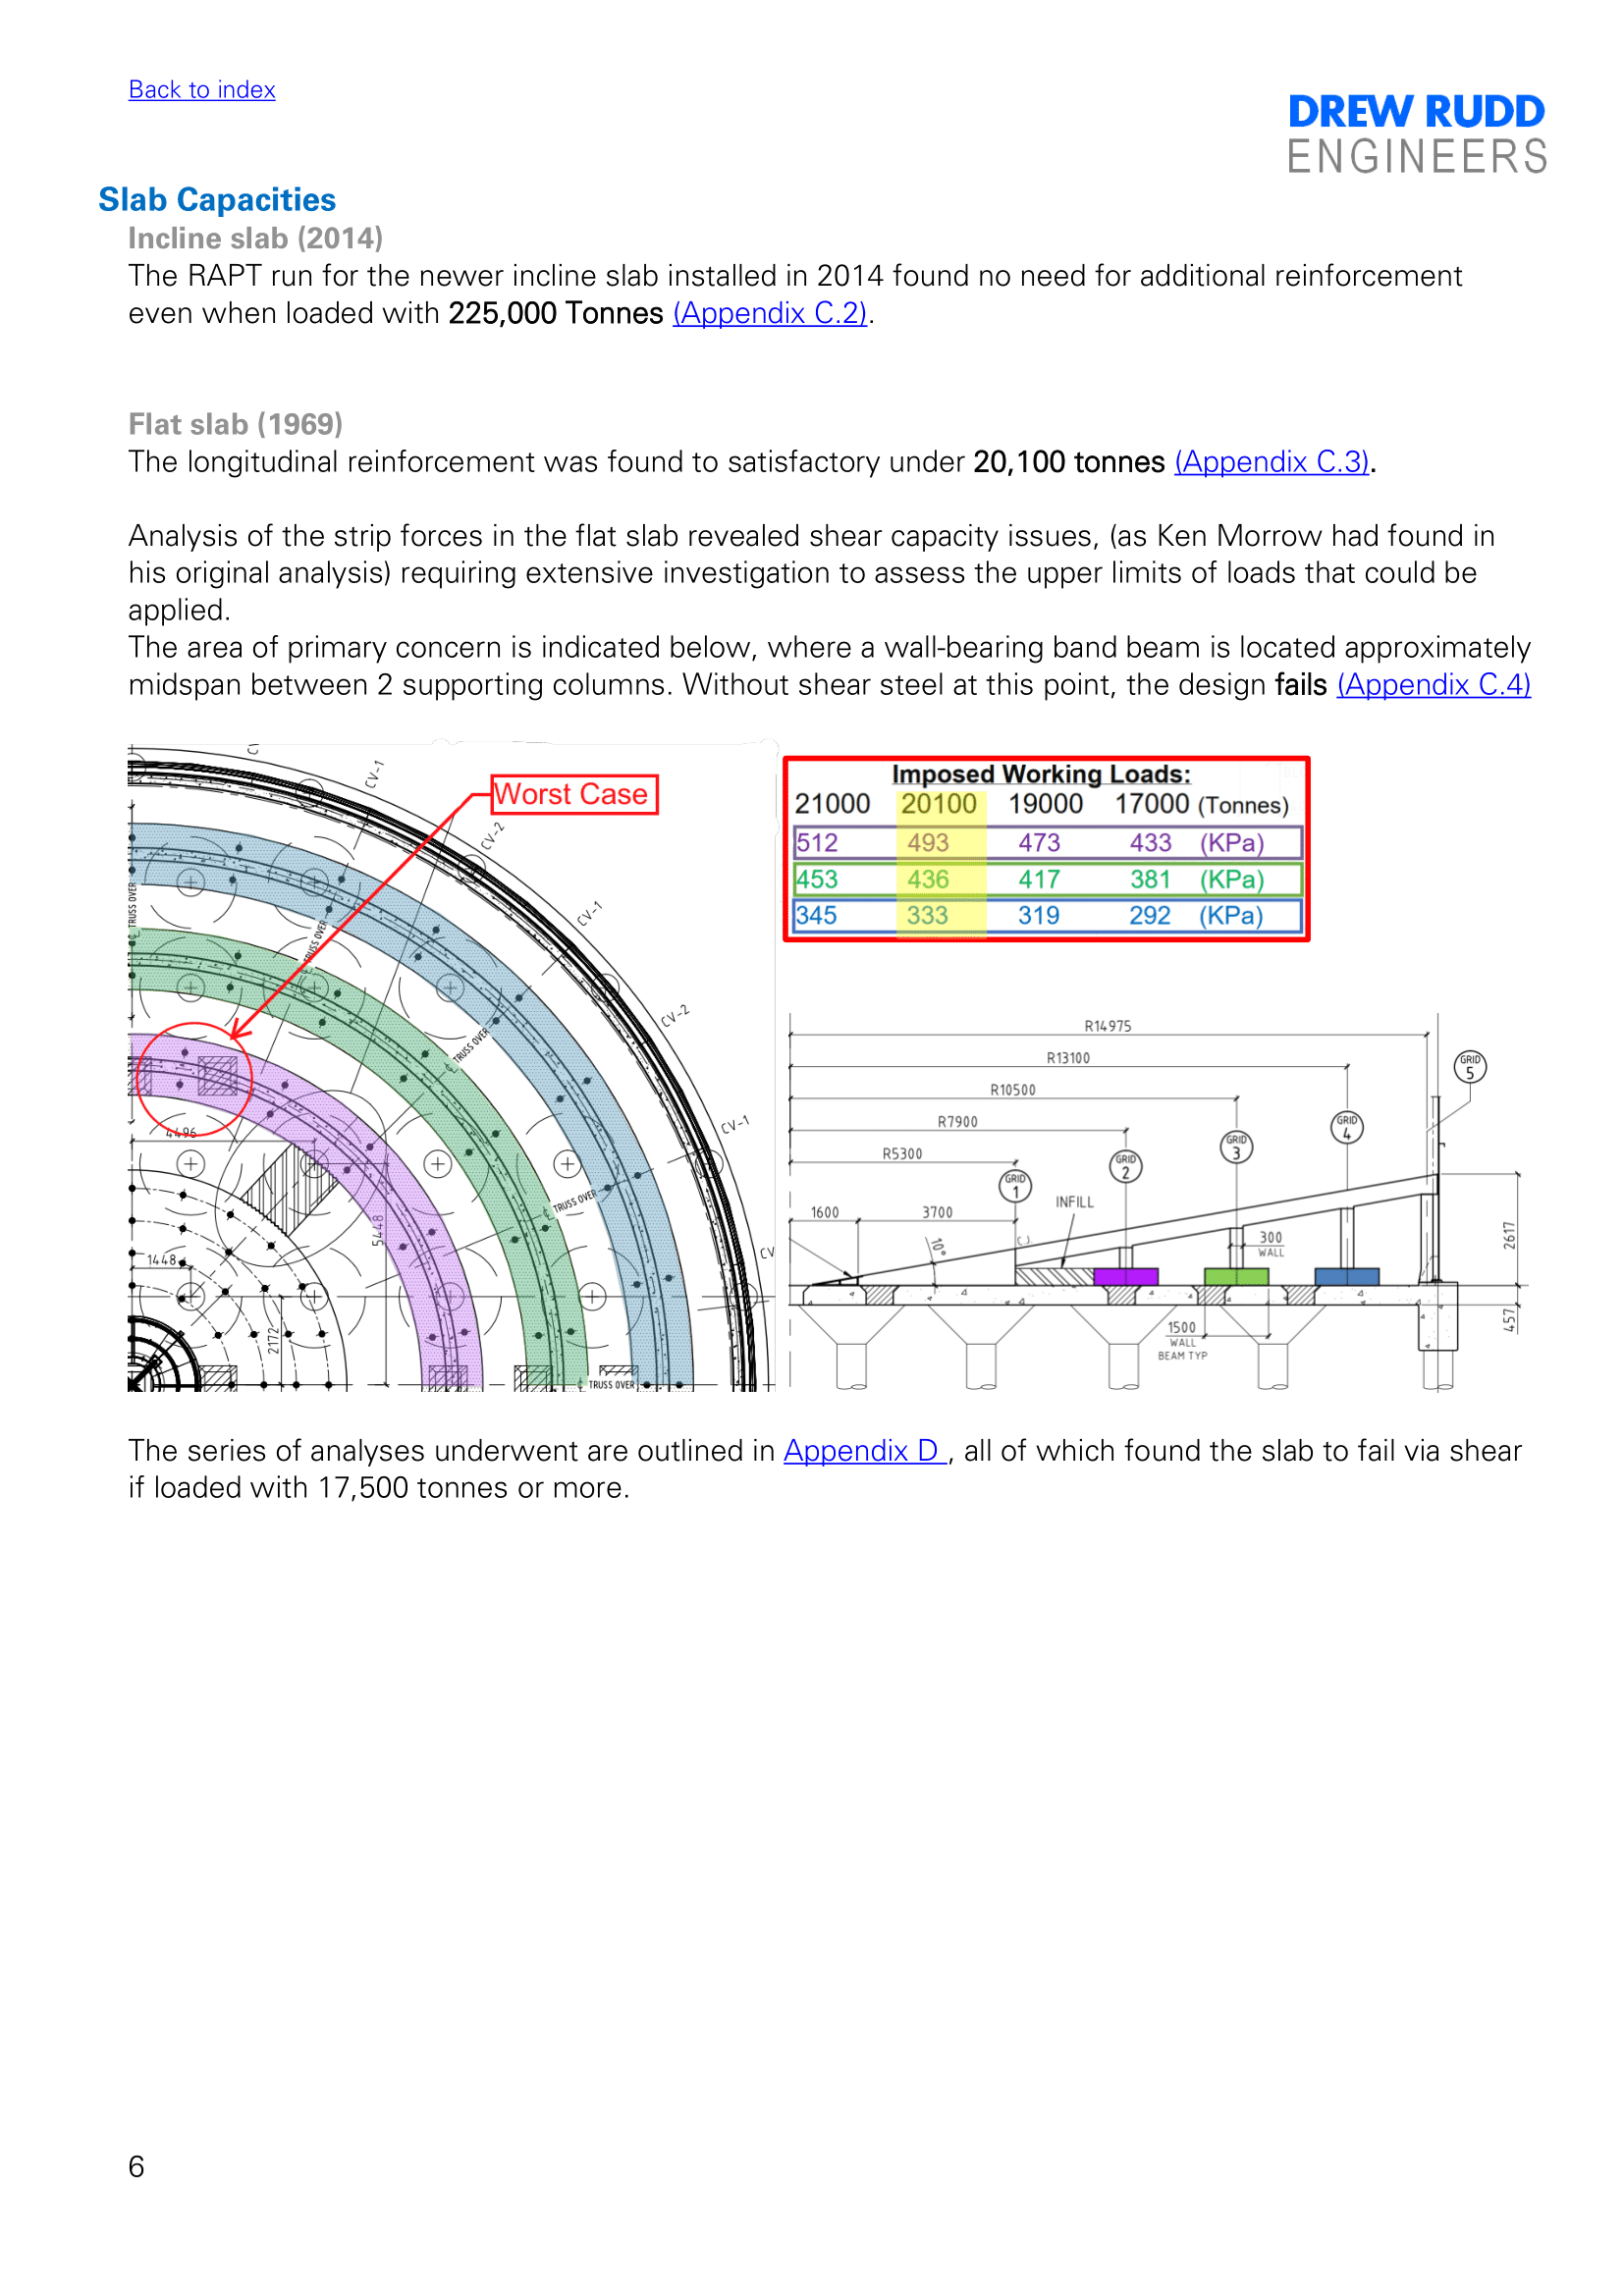 Back to index
DREW RUDD
ENGINEERS
Slab Capacities
Incline slab (2014)
The RAPT run for the newer incline slab installed in 2014 found no need for additional reinforcement
even when loaded with 225,000 Tonnes (Appendix C.2).
Flat slab (1969)
The longitudinal reinforcement was found to satisfactory under 20,100 tonnes (Appendix C.3).
Analysis of the strip forces in the flat slab revealed shear capacity issues, (as Ken Morrow had found in
his original analysis) requiring extensive investigation to assess the upper limits of loads that could be
applied.
The area of primary concern is indicated below, where a wall-bearing band beam is located approximately
midspan between 2 supporting columns. Without shear steel at this point, the design fails (Appendix C.4)
Worst Case
CV-1
CV-2
CV-1
CV-2
CV-1
CV
TRUSS OVER
TRUSS OVER
TRUSS OVER
TRUSS OVER
TRUSS OVER
4496
5448
1448
2172
Imposed Working Loads:
21000 20100 19000 17000 (Tonnes)
512 493 473 433 (KPa)
453 436 417 381 (KPa)
345 333 319 292 (KPa)
R14975
R13100
R10500
R7900
R5300
GRID 5
GRID 4
GRID 3
GRID 2
GRID 1
1600
3700
INFILL
C.J.
10°
300
WALL
2617
457
1500
WALL
BEAM TYP
The series of analyses underwent are outlined in Appendix D , all of which found the slab to fail via shear
if loaded with 17,500 tonnes or more.
6